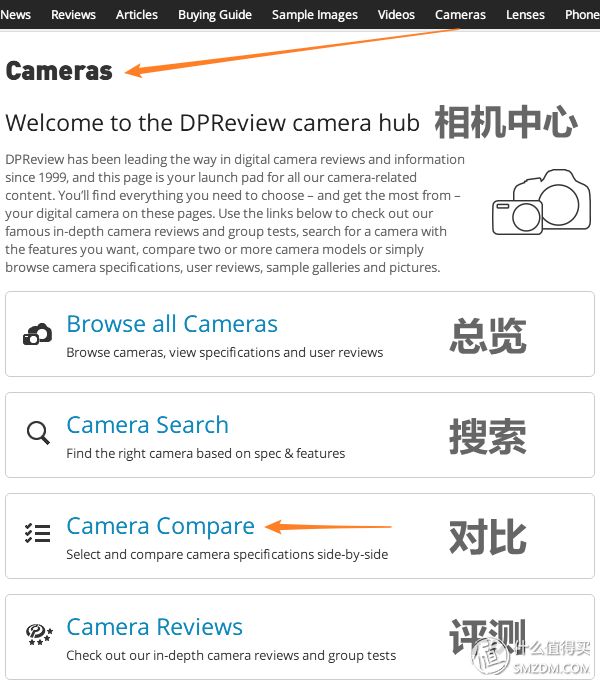 News Reviews Articles Buying Guide Sample Images Videos Cameras Lenses Phone
Cameras
Welcome to the DPReview camera hub 相机中心
DPReview has been leading the way in digital camera reviews and information
since 1999, and this page is your launch pad for all our camera-related
content. You'll find everything you need to choose – and get the most from –
your digital camera on these pages. Use the links below to check out our
famous in-depth camera reviews and group tests, search for a camera with
the features you want, compare two or more camera models or simply
browse camera specifications, user reviews, sample galleries and pictures.
Browse all Cameras 总览
Browse cameras, view specifications and user reviews
Camera Search 搜索
Find the right camera based on spec & features
Camera Compare 对比
Select and compare camera specifications side-by-side
Camera Reviews 评测
Check out our in-depth camera reviews and group tests
值 什么值得买
SMZDM.COM